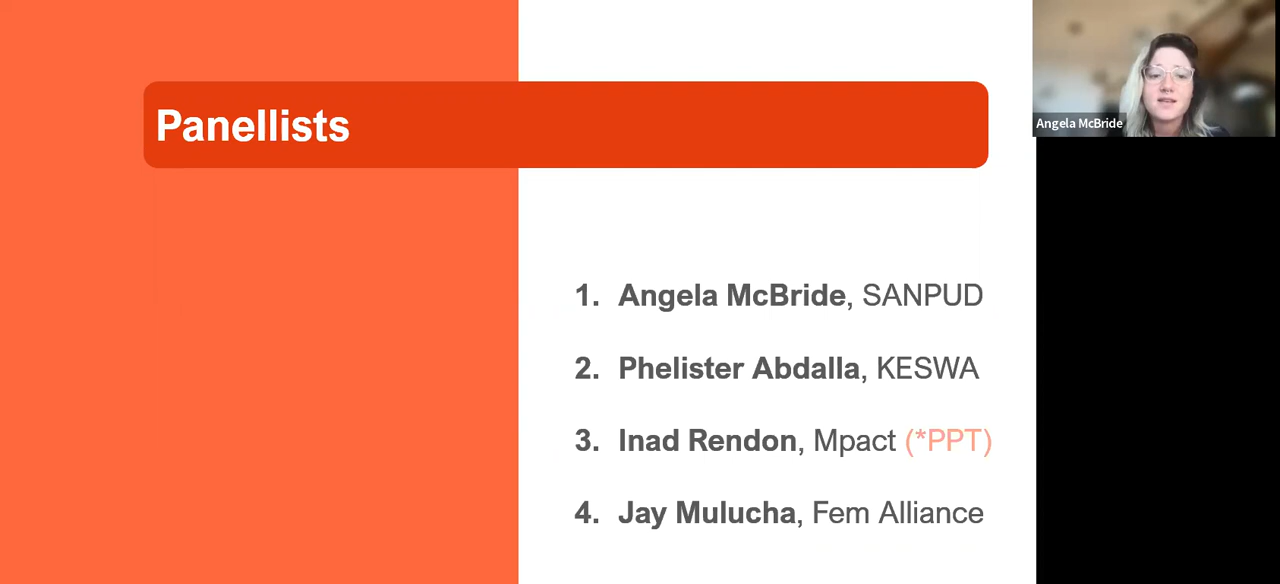 Panellists
1. Angela McBride, SANPUD
2. Phelister Abdalla, KESWA
3. Inad Rendon, Mpact (*PPT)
4. Jay Mulucha, Fem Alliance
Angela McBride